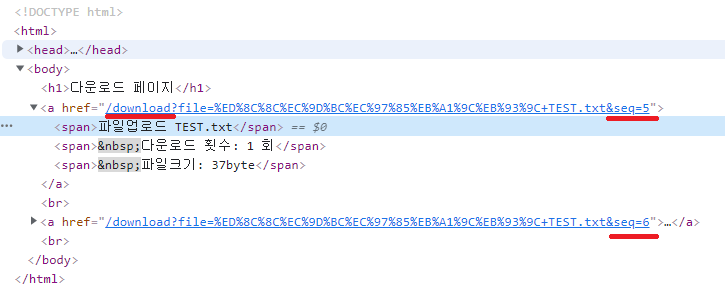 <!DOCTYPE html>
<html>
<head>…</head>
<body>
<h1>다운로드 페이지</h1>
<a href="/download?file=%ED%8C%8C%EC%9D%BC%EC%97%85%EB%A1%9C%EB%93%9C+TEST.txt&seq=5">
<span>파일업로드 TEST.txt</span> == $0
<span>&nbsp;다운로드 횟수: 1 회</span>
<span>&nbsp;파일크기: 37byte</span>
</a>
<br>
<a href="/download?file=%ED%8C%8C%EC%9D%BC%EC%97%85%EB%A1%9C%EB%93%9C+TEST.txt&seq=6">…</a>
<br>
</body>
</html>